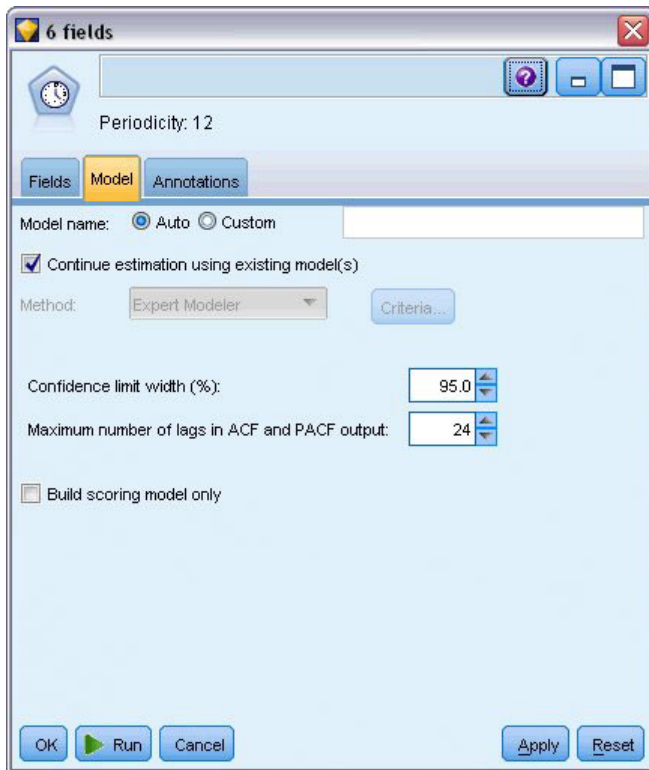 6 fields
Periodicity: 12
Fields Model Annotations
Model name: Auto Custom
Continue estimation using existing model(s)
Method: Expert Modeler Criteria...
Confidence limit width (%): 95.0
Maximum number of lags in ACF and PACF output: 24
Build scoring model only
OK Run Cancel Apply Reset